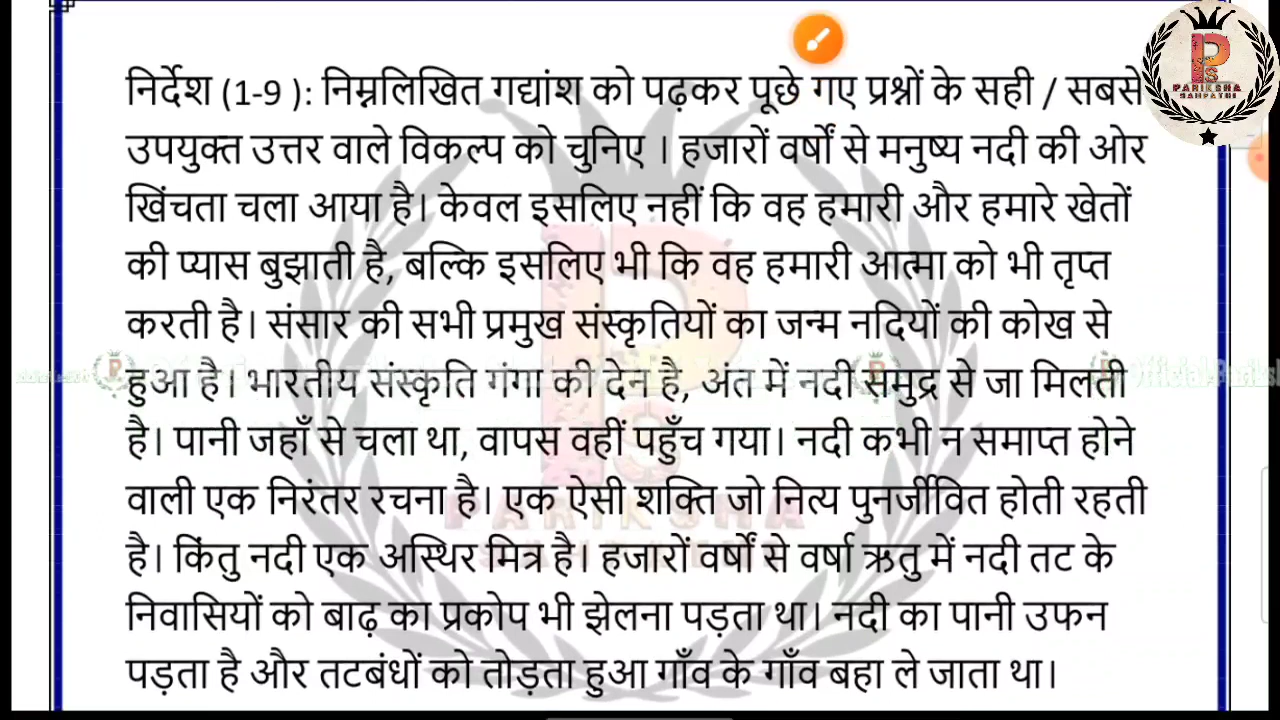 निर्देश (1-9 ): निम्नलिखित गद्यांश को पढ़कर पूछे गए प्रश्नों के सही / सबसे
उपयुक्त उत्तर वाले विकल्प को चुनिए । हजारों वर्षों से मनुष्य नदी की ओर
खिंचता चला आया है। केवल इसलिए नहीं कि वह हमारी और हमारे खेतों
की प्यास बुझाती है, बल्कि इसलिए भी कि वह हमारी आत्मा को भी तृप्त
करती है। संसार की सभी प्रमुख संस्कृतियों का जन्म नदियों की कोख से
हुआ है। भारतीय संस्कृति गंगा की देन है, अंत में नदी समुद्र से जा मिलती
है। पानी जहाँ से चला था, वापस वहीं पहुँच गया। नदी कभी न समाप्त होने
वाली एक निरंतर रचना है। एक ऐसी शक्ति जो नित्य पुनर्जीवित होती रहती
है। किंतु नदी एक अस्थिर मित्र है। हजारों वर्षों से वर्षा ऋतु में नदी तट के
निवासियों को बाढ़ का प्रकोप भी झेलना पड़ता था। नदी का पानी उफन
पड़ता है और तटबंधों को तोड़ता हुआ गाँव के गाँव बहा ले जाता था।
PS
PARIKSHA
SAMPATHI
PS
PARIKSHA